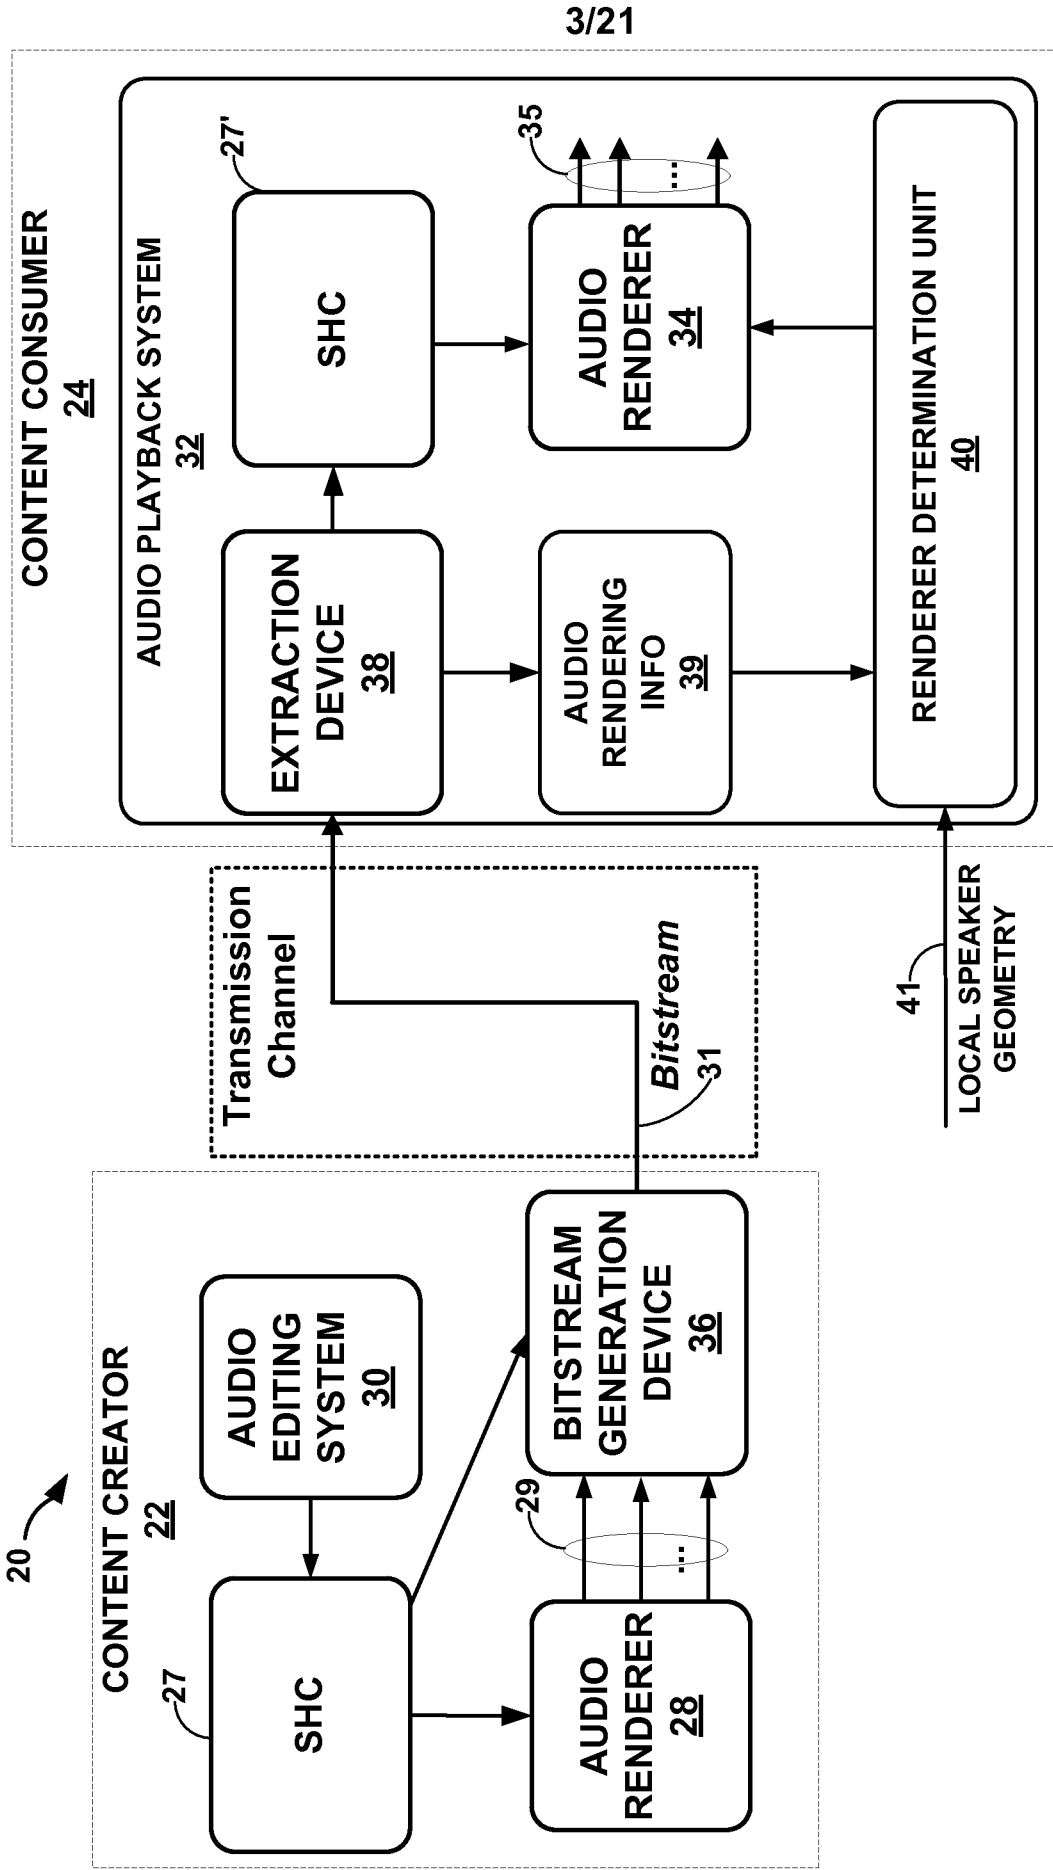 3/21
20
CONTENT CREATOR
22
27
SHC
AUDIO
EDITING
SYSTEM
30
AUDIO
RENDERER
28
29
...
BITSTREAM
GENERATION
DEVICE
36
Transmission
Channel
Bitstream
31
CONTENT CONSUMER
24
AUDIO PLAYBACK SYSTEM
32
EXTRACTION
DEVICE
38
27'
SHC
AUDIO
RENDERING
INFO
39
AUDIO
RENDERER
34
35
...
RENDERER DETERMINATION UNIT
40
41
LOCAL SPEAKER
GEOMETRY